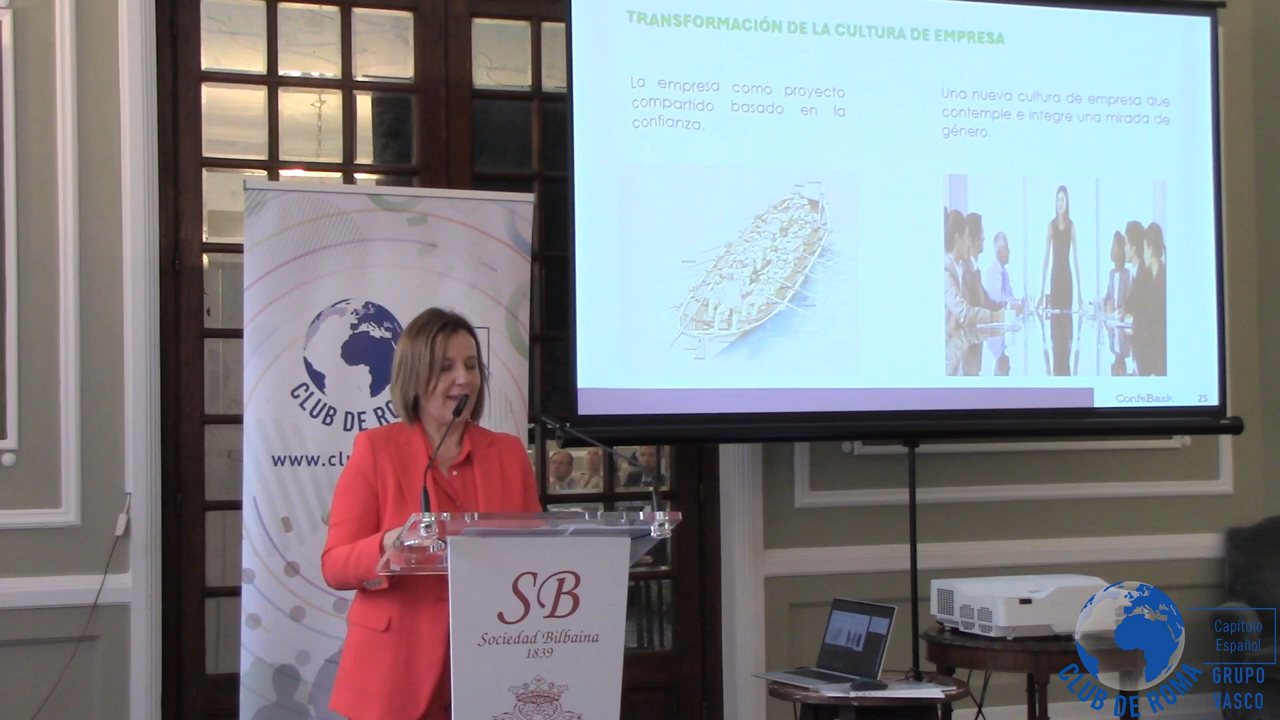 TRANSFORMACIÓN DE LA CULTURA DE EMPRESA
La empresa como proyecto
compartido basado en la
confianza.
Una nueva cultura de empresa que
contemple e integre una mirada de
género.
ConfeBask 25
CLUB DE RO
www.cl
SB
Sociedad Bilbaina
1839
CLUB DE ROMA
Capítulo
Español
GRUPO
VASCO